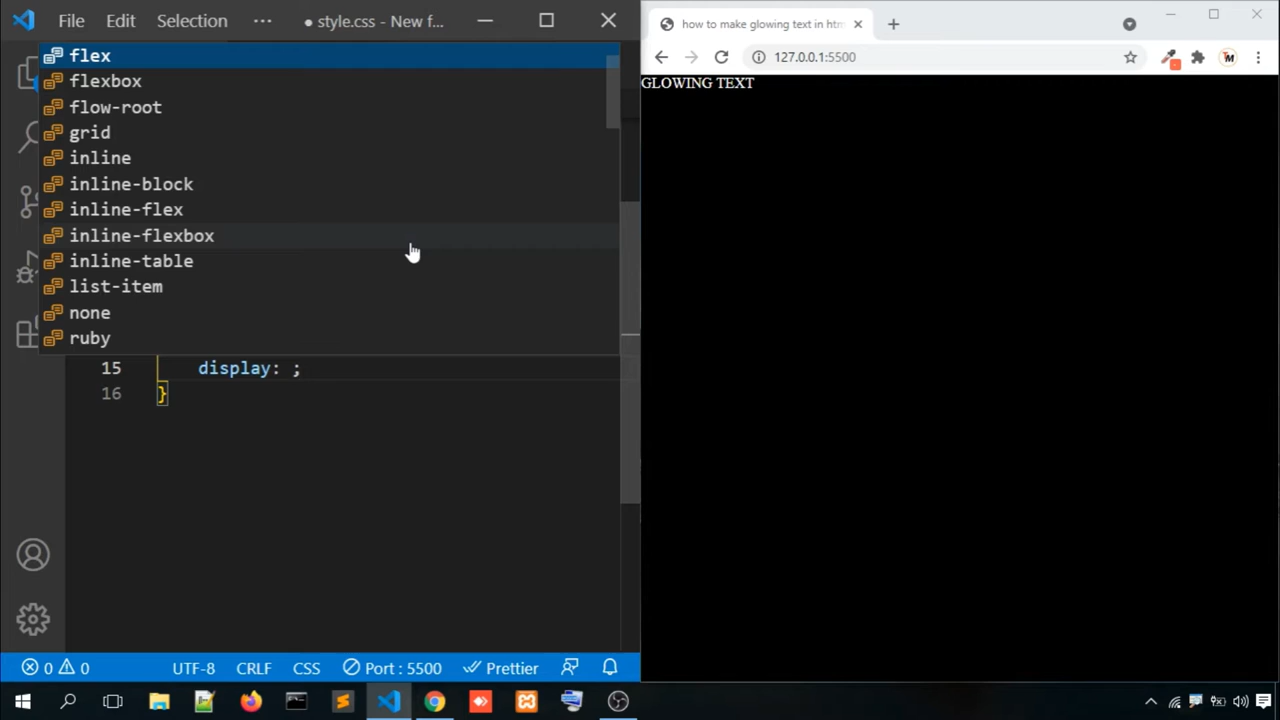 File Edit Selection ··· ● style.css - New f...
flex
flexbox
flow-root
grid
inline
inline-block
inline-flex
inline-flexbox
inline-table
list-item
none
ruby
15 display: ;
16 }
0 0 UTF-8 CRLF CSS Port : 5500 Prettier
how to make glowing text in htm
127.0.0.1:5500
GLOWING TEXT